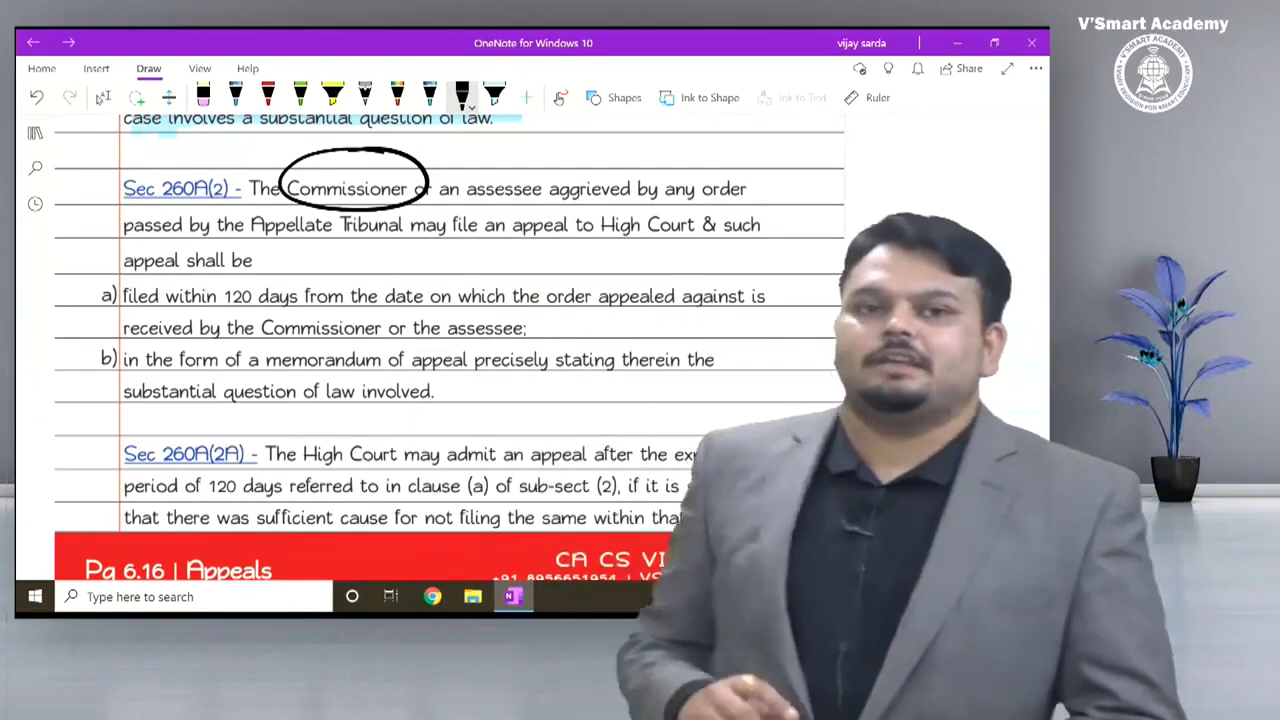 V'Smart Academy
OneNote for Windows 10
vijay sarda
Home Insert Draw View Help
Share
Shapes Ink to Shape Ink to Text Ruler
case involves a substantial question of law.
Sec 260A(2) - The Commissioner or an assessee aggrieved by any order
passed by the Appellate Tribunal may file an appeal to High Court & such
appeal shall be
a) filed within 120 days from the date on which the order appealed against is
received by the Commissioner or the assessee;
b) in the form of a memorandum of appeal precisely stating therein the
substantial question of law involved.
Sec 260A(2A) - The High Court may admit an appeal after the
period of 120 days referred to in clause (a) of sub-sect (2), if it is
that there was sufficient cause for not filing the same within
Pg 6.16 | Appeals
CA CS VI
+91 8956651954 |
Type here to search